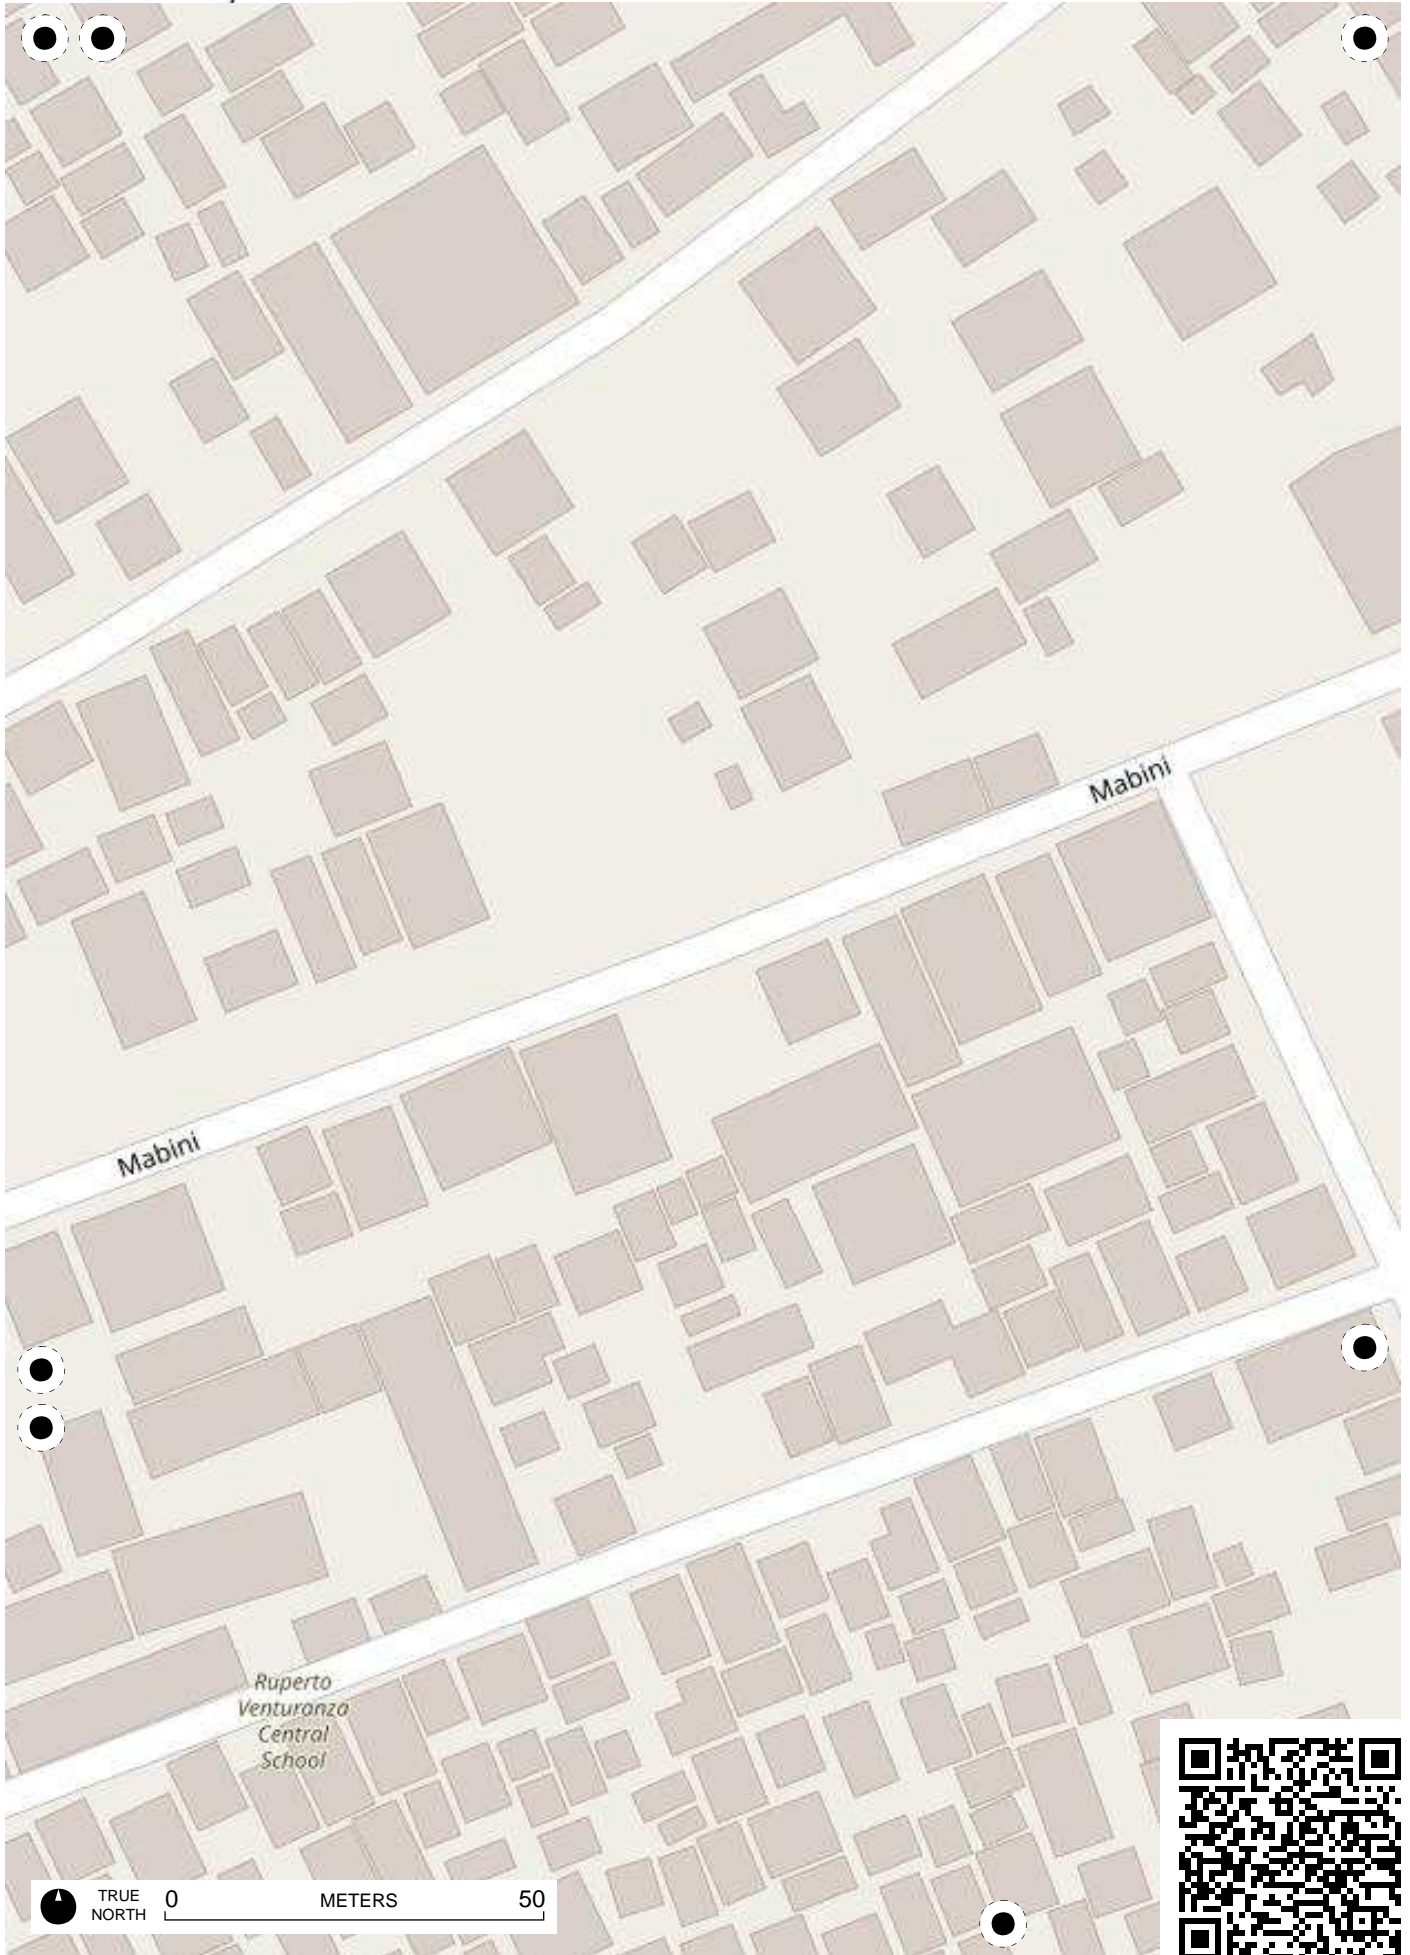 Mabini
Mabini
Ruperto
Venturanza
Central
School
TRUE
NORTH
0
METERS
50